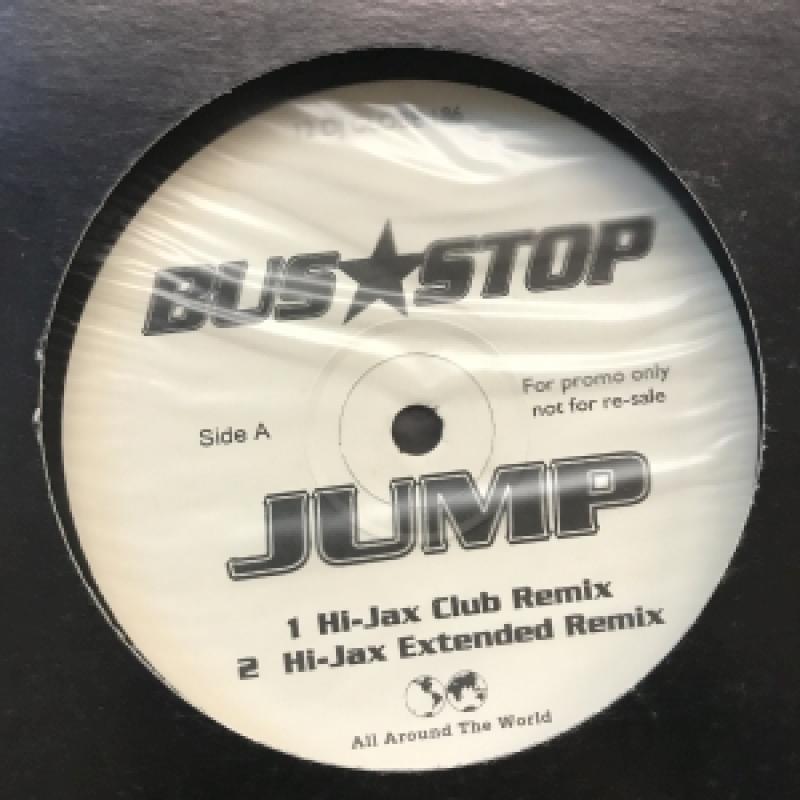 BUS★STOP
For promo only
not for re-sale
Side A
JUMP
1 Hi-Jax Club Remix
2 Hi-Jax Extended Remix
All Around The World